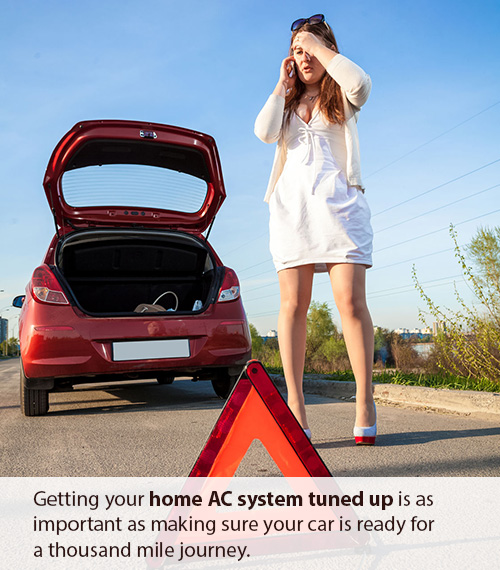 Getting your home AC system tuned up is as
important as making sure your car is ready for
a thousand mile journey.